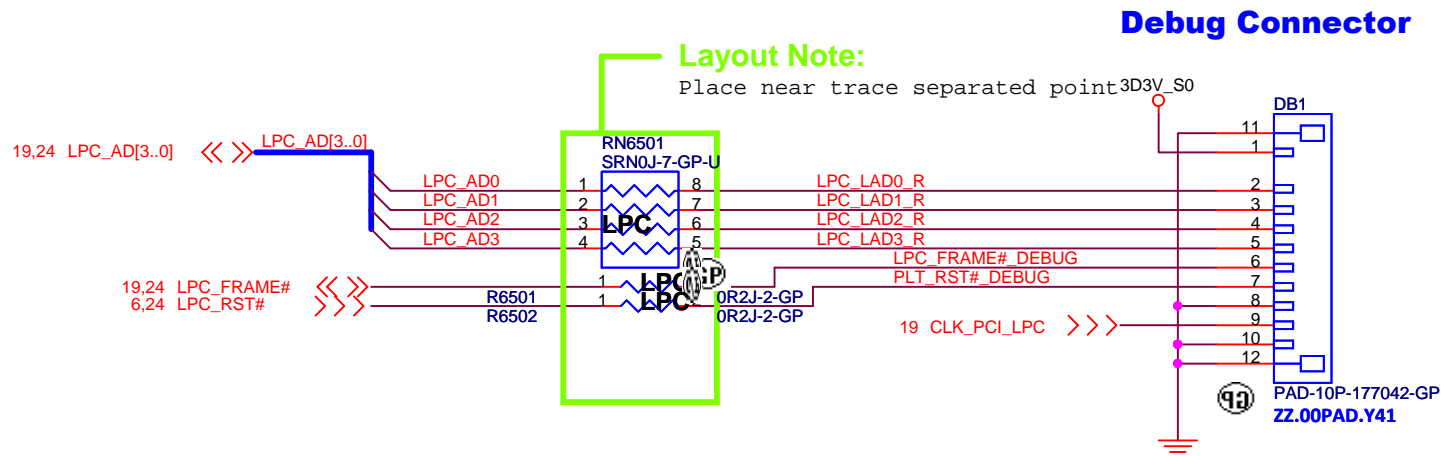 Debug Connector
Layout Note:
Place near trace separated point
3D3V_S0
DB1
19,24 LPC_AD[3..0]
LPC_AD[3..0]
RN6501
SRN0J-7-GP-U
11
1
LPC_AD0
1
8
LPC_LAD0_R
2
LPC_AD1
2
7
LPC_LAD1_R
3
LPC_AD2
3
LPC
6
LPC_LAD2_R
4
LPC_AD3
4
5
LPC_LAD3_R
5
LPC_FRAME#_DEBUG
6
19,24 LPC_FRAME#
1
LPC
GP
PLT_RST#_DEBUG
7
6,24 LPC_RST#
R6501
1
LPC
0R2J-2-GP
8
R6502
0R2J-2-GP
19 CLK_PCI_LPC
9
10
12
GP
PAD-10P-177042-GP
ZZ.00PAD.Y41